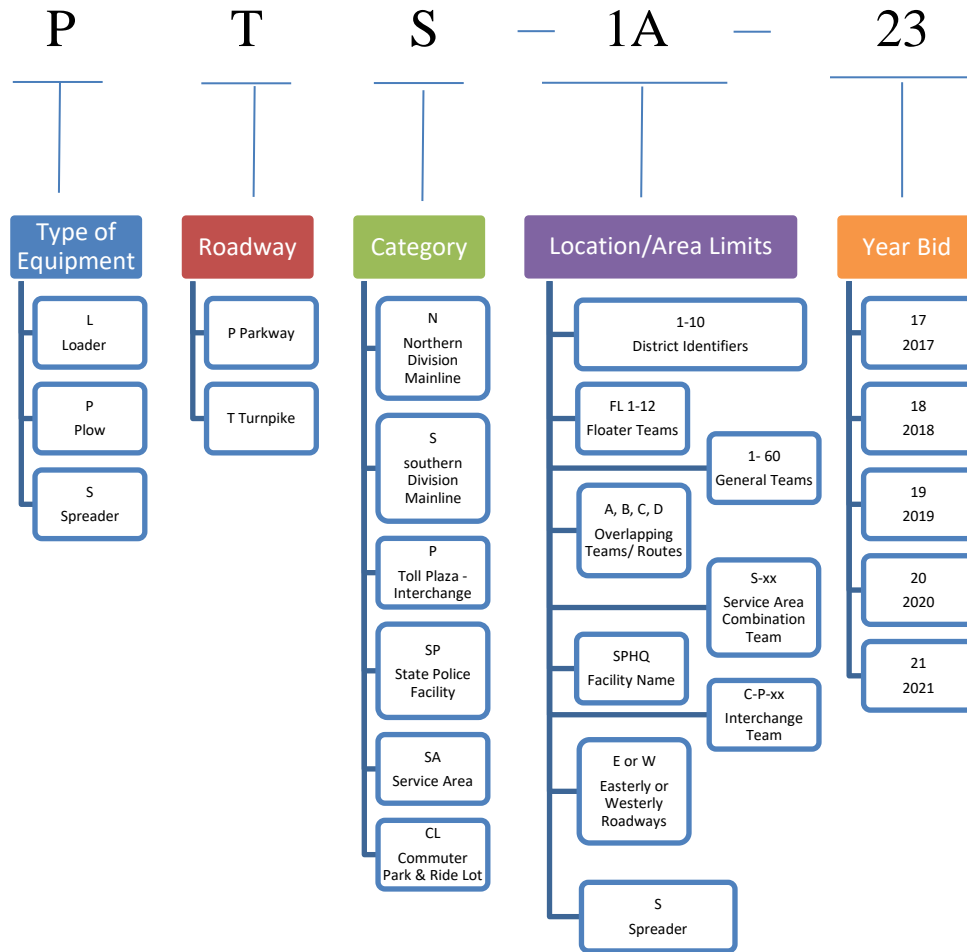 P T S – 1A – 23
Type of
Equipment
L
Loader
P
Plow
S
Spreader
Roadway
P Parkway
T Turnpike
Category
N
Northern
Division
Mainline
S
southern
Division
Mainline
P
Toll Plaza -
Interchange
SP
State Police
Facility
SA
Service Area
CL
Commuter
Park & Ride Lot
Location/Area Limits
1-10
District Identifiers
FL 1-12
Floater Teams
1- 60
General Teams
A, B, C, D
Overlapping
Teams/ Routes
S-xx
Service Area
Combination
Team
SPHQ
Facility Name
C-P-xx
Interchange
Team
E or W
Easterly or
Westerly
Roadways
S
Spreader
Year Bid
17
2017
18
2018
19
2019
20
2020
21
2021